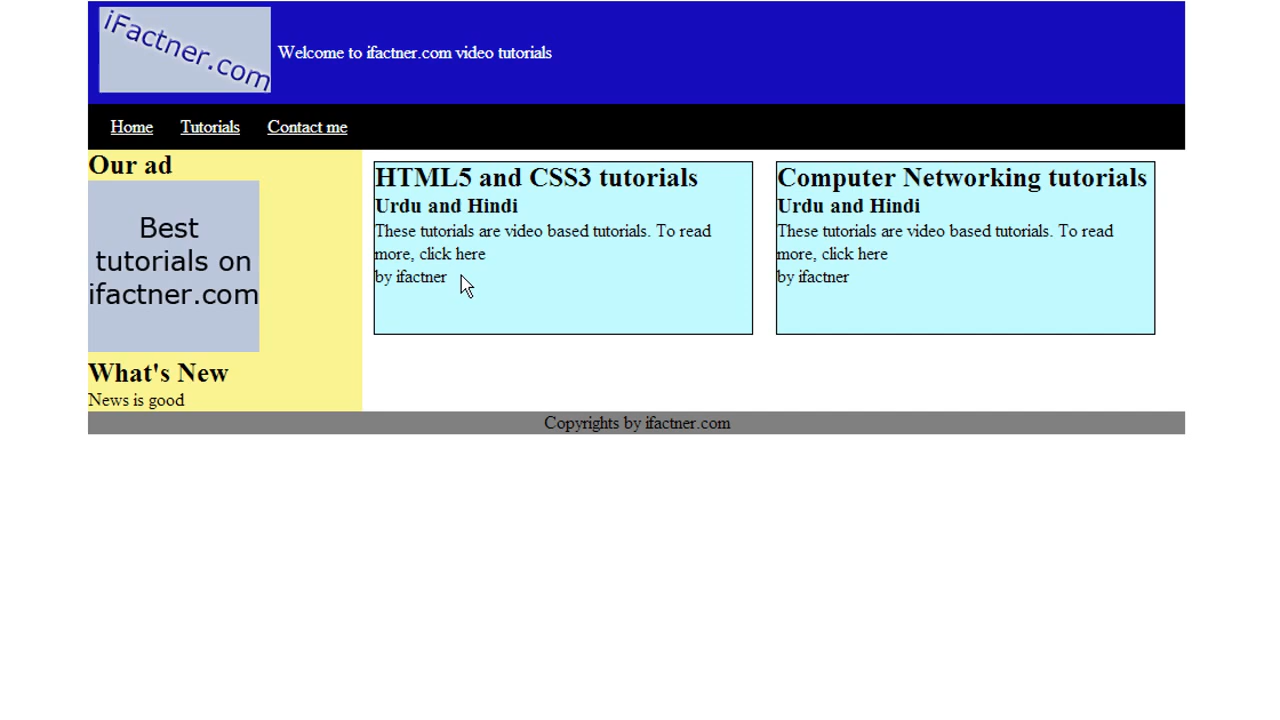 iFactner.com
Welcome to ifactner.com video tutorials
Home Tutorials Contact me
Our ad
Best
tutorials on
ifactner.com
What's New
News is good
HTML5 and CSS3 tutorials
Urdu and Hindi
These tutorials are video based tutorials. To read
more, click here
by ifactner
Computer Networking tutorials
Urdu and Hindi
These tutorials are video based tutorials. To read
more, click here
by ifactner
Copyrights by ifactner.com